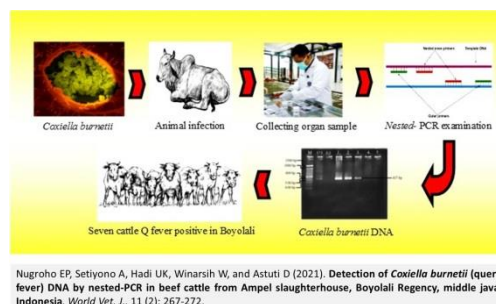 Coxiella burnetii
Animal infection
Collecting organ sample
Nested- PCR examination
Seven cattle Q fever positive in Boyolali
Coxiella burnetii DNA
Nugroho EP, Setiyono A, Hadi UK, Winarsih W, and Astuti D (2021). Detection of Coxiella burnetii (query
fever) DNA by nested-PCR in beef cattle from Ampel slaughterhouse, Boyolali Regency, middle java,
Indonesia. World Vet. J., 11 (2): 267-272.